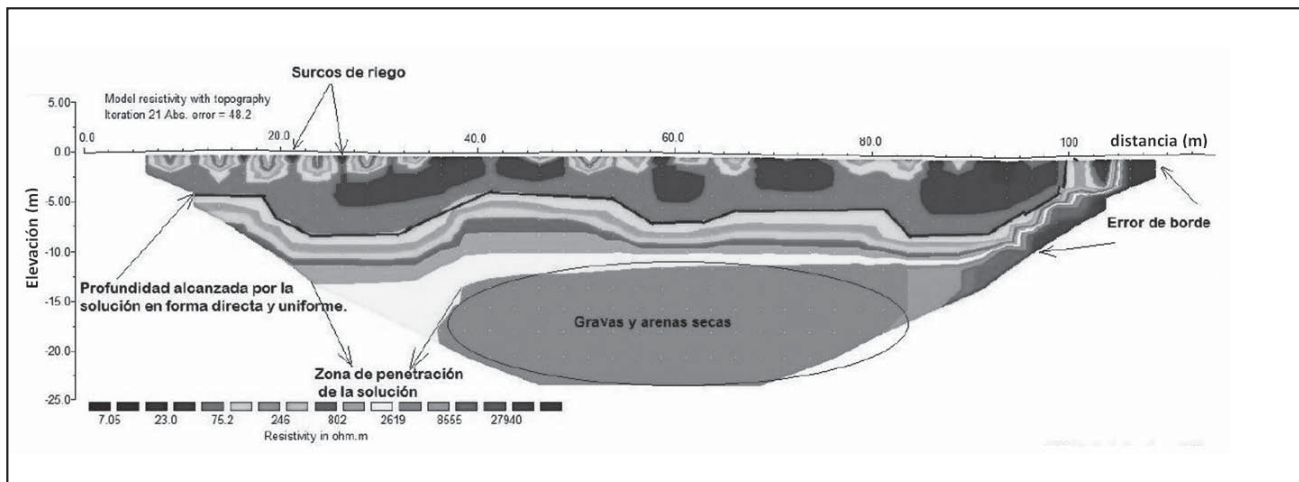 Surcos de riego
5.00
Model resistivity with topography
Iteration 21 Abs. error = 48.2
0.0 20.0 40.0 60.0 80.0 100 distancia (m)
0.0
-5.00
-10.0
-15.0
-20.0
-25.0
Elevación (m)
Error de borde
Profundidad alcanzada por la
solución en forma directa y uniforme.
Gravas y arenas secas
Zona de penetración
de la solución
7.05 23.0 75.2 246 802 2619 8555 27940
Resistivity in ohm.m